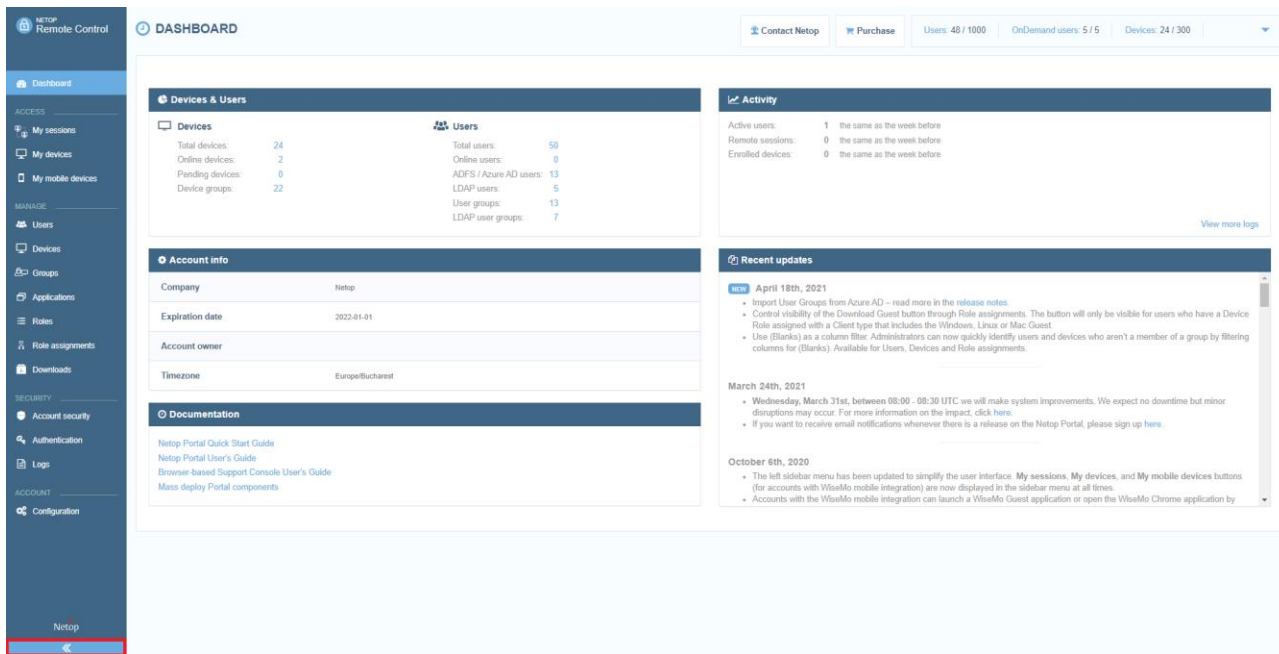 NETOP
Remote Control
DASHBOARD
Contact Netop
Purchase
Users: 48 / 1000
OnDemand users: 5 / 5
Devices: 24 / 300
Dashboard
ACCESS
My sessions
My devices
My mobile devices
MANAGE
Users
Devices
Groups
Applications
Roles
Role assignments
Downloads
SECURITY
Account security
Authentication
Logs
ACCOUNT
Configuration
Netop
Devices & Users
Devices
Total devices: 24
Online devices: 2
Pending devices: 0
Device groups: 22
Users
Total users: 50
Online users: 0
ADFS / Azure AD users: 13
LDAP users: 5
User groups: 13
LDAP user groups: 7
Activity
Active users: 1 the same as the week before
Remote sessions: 0 the same as the week before
Enrolled devices: 0 the same as the week before
View more logs
Account info
Company Netop
Expiration date 2022-01-01
Account owner
Timezone Europe/Bucharest
Documentation
Netop Portal Quick Start Guide
Netop Portal User's Guide
Browser-based Support Console User's Guide
Mass deploy Portal components
Recent updates
NEW April 18th, 2021
Import User Groups from Azure AD – read more in the release notes.
Control visibility of the Download Guest button through Role assignments. The button will only be visible for users who have a Device
Role assigned with a Client type that includes the Windows, Linux or Mac Guest
Use (Blanks) as a column filter. Administrators can now quickly identify users and devices who aren't a member of a group by filtering
columns for (Blanks). Available for Users, Devices and Role assignments.
March 24th, 2021
Wednesday, March 31st, between 08:00 - 08:30 UTC we will make system improvements. We expect no downtime but minor
disruptions may occur. For more information on the impact, click here.
If you want to receive email notifications whenever there is a release on the Netop Portal, please sign up here.
October 6th, 2020
The left sidebar menu has been updated to simplify the user interface. My sessions, My devices, and My mobile devices buttons
(for accounts with WiseMo mobile integration) are now displayed in the sidebar menu at all times.
Accounts with the WiseMo mobile integration can launch a WiseMo Guest application or open the WiseMo Chrome application by